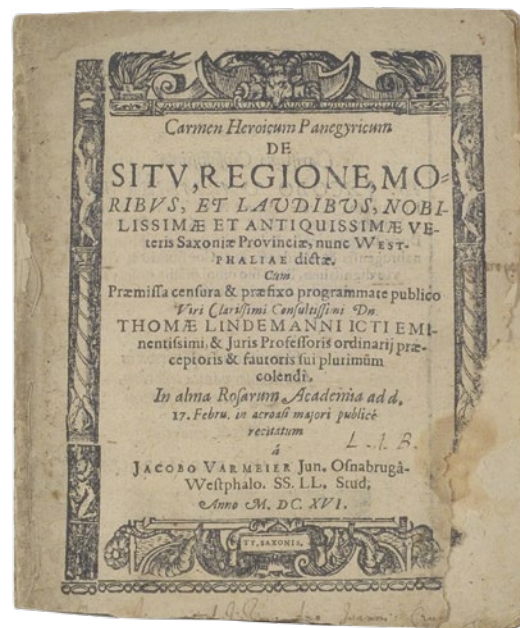 Carmen Heroicum Panegyricum
DE
SITV, REGIONE, MO-
RIBVS, ET LAVDIBVS, NOBI-
LISSIMÆ ET ANTIQUISSIMÆ VE-
teris Saxoniæ Provinciæ, nunc WEST-
PHALIAE dictæ.
Cum
Præmissa censura & præfixo programmate publico
Viri Clarissimi Consultissimi Dn.
THOMÆ LINDEMANNI ICTI EMI-
nentissimi, & Juris Professoris ordinarij præ-
ceptoris & fautoris sui plurimùm
colendi.
In alma Rosarum Academia ad d.
17. Febru. in acroasi majori publicè
recitatum
L. I. B.
á
JACOBO VARMEIER Jun. Osnabrugâ-
Westphalo. SS. LL. Stud;
Anno M. DC. XVI.
TY. SAXONIS.